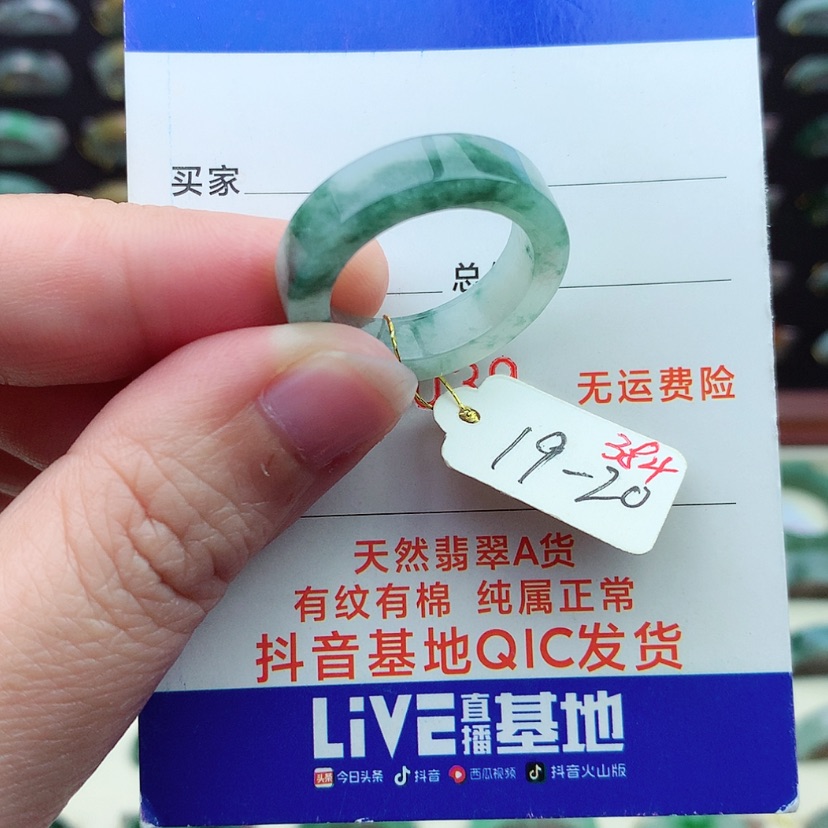 买家
总
无运费险
384
19-20
天然翡翠A货
有纹有棉 纯属正常
抖音基地QIC发货
LiVE直播基地
头条 今日头条 抖音 西瓜视频 抖音火山版